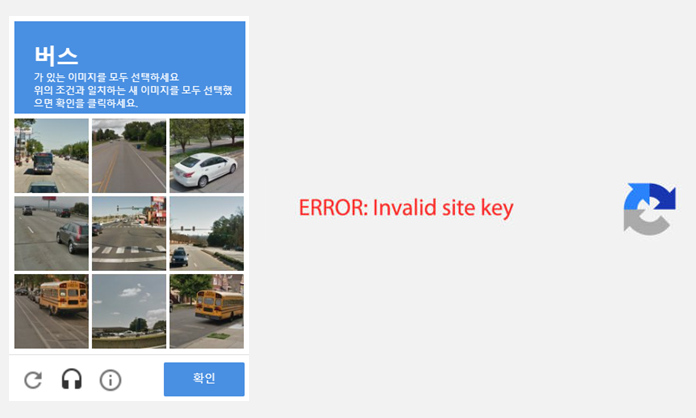 버스
가 있는 이미지를 모두 선택하세요
위의 조건과 일치하는 새 이미지를 모두 선택했
으면 확인을 클릭하세요.
ERROR: Invalid site key
확인